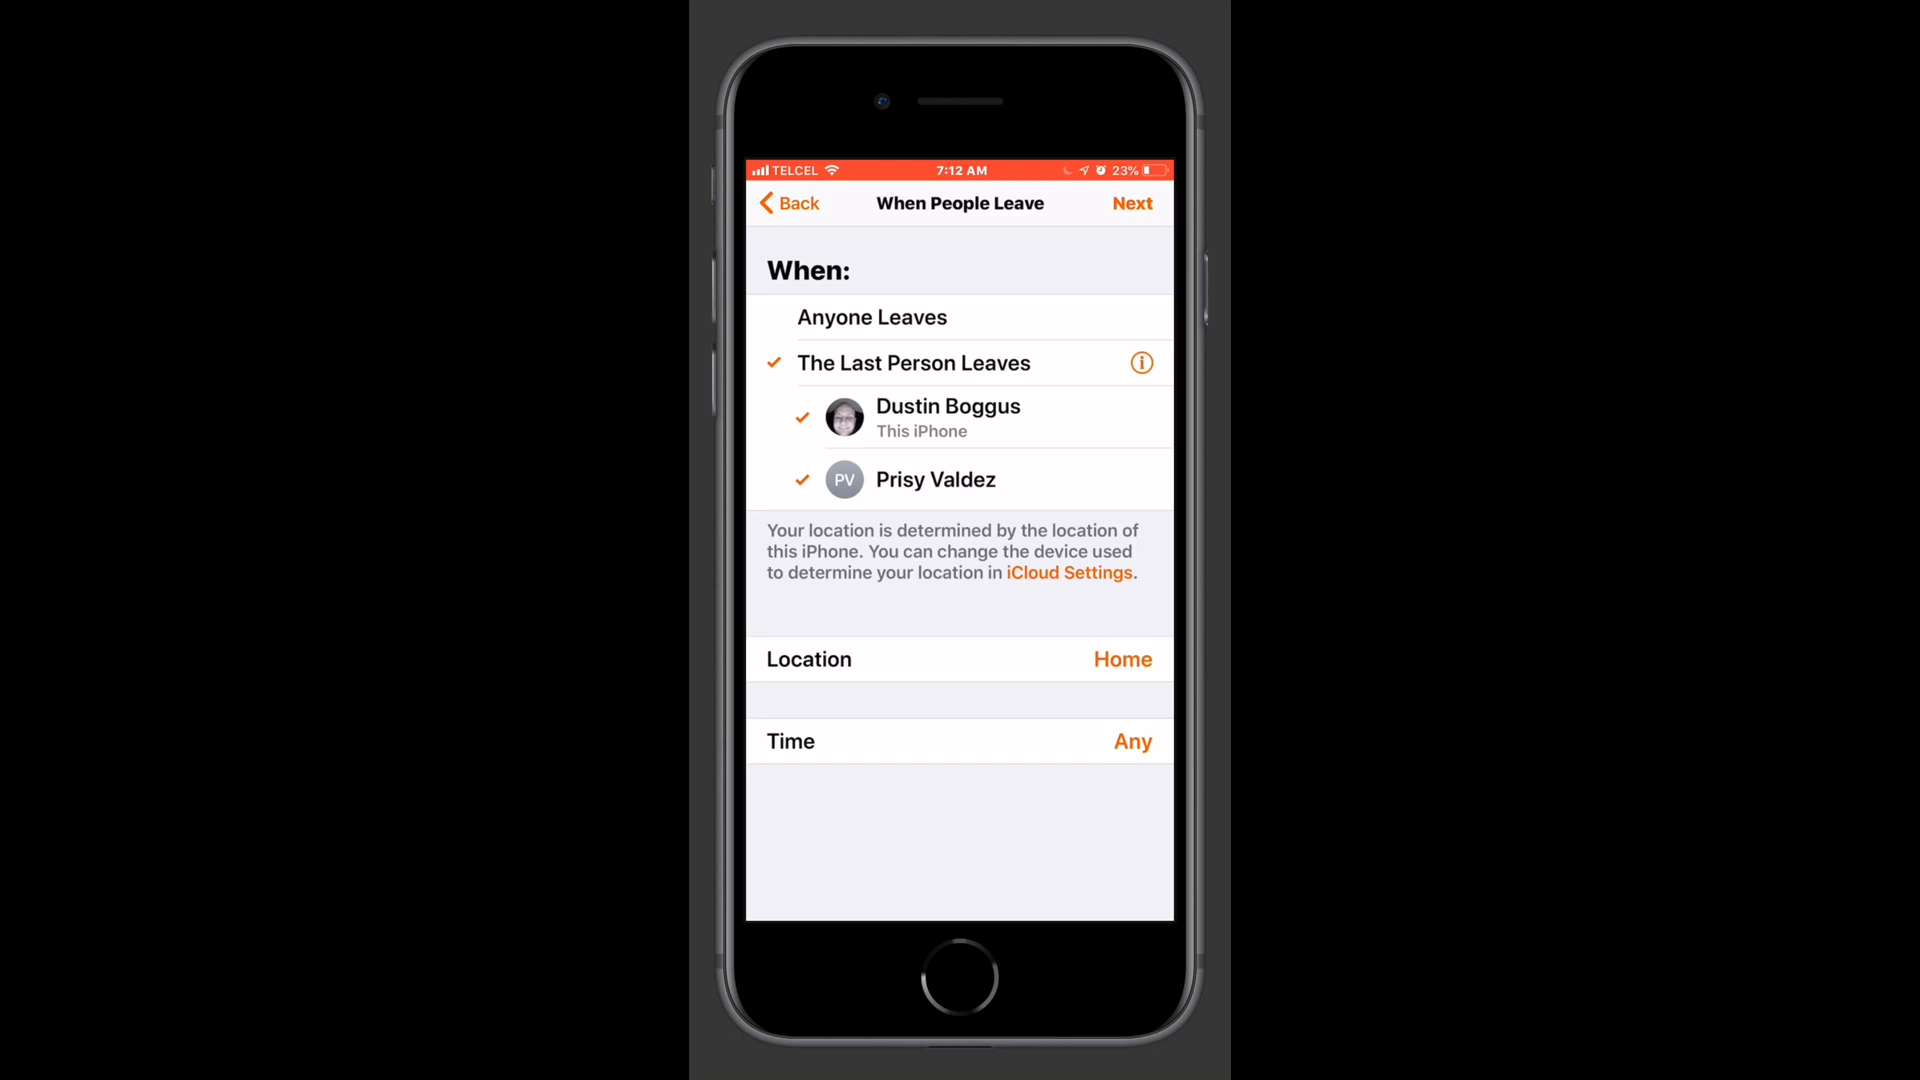 TELCEL 7:12 AM 23%
Back When People Leave Next
When:
Anyone Leaves
The Last Person Leaves
Dustin Boggus
This iPhone
PV Prisy Valdez
Your location is determined by the location of
this iPhone. You can change the device used
to determine your location in iCloud Settings.
Location Home
Time Any